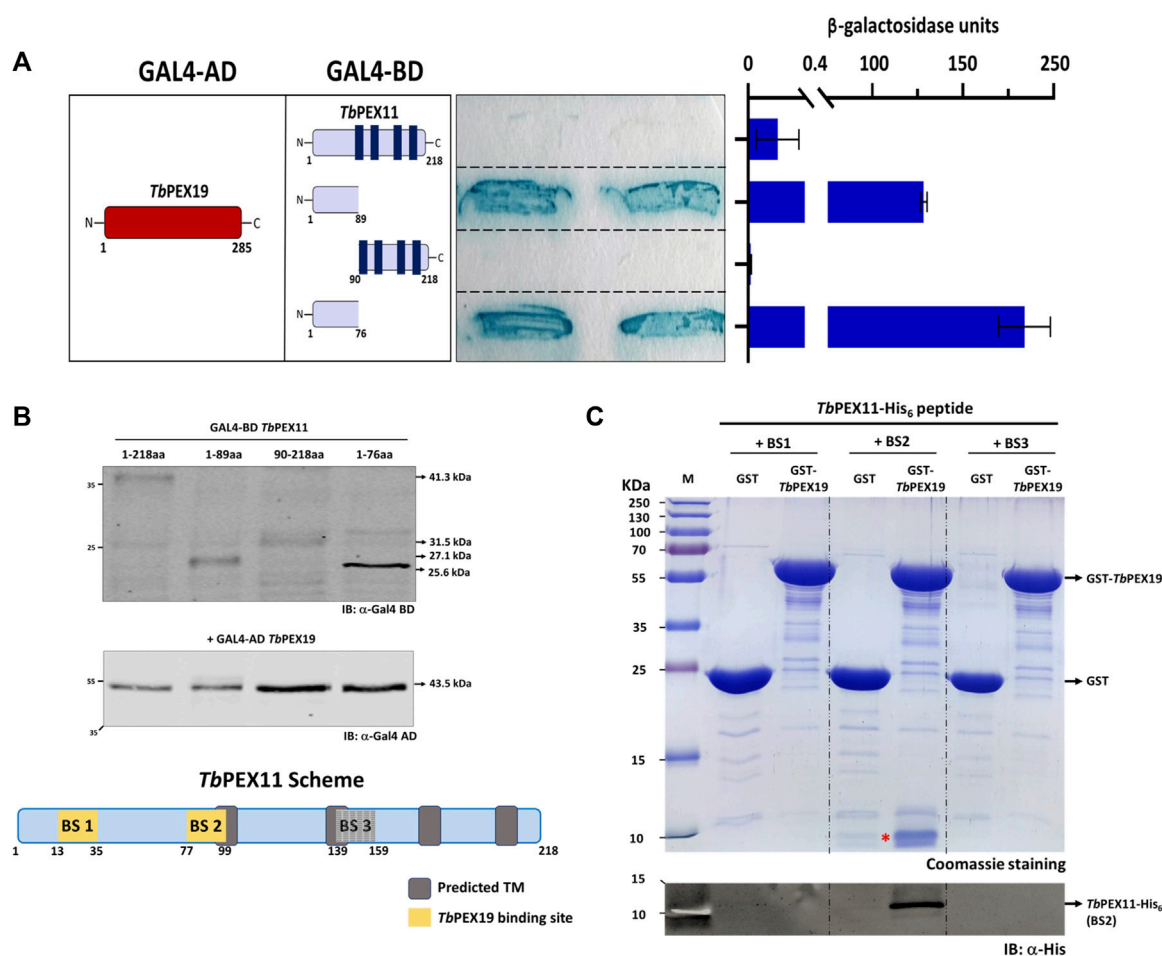 A
GAL4-AD
GAL4-BD
β-galactosidase units
0 0.4 100 150 250
TbPEX11
N
C
1
218
TbPEX19
N
C
1
285
N
1
89
C
90
218
N
1
76
B
GAL4-BD TbPEX11
1-218aa 1-89aa 90-218aa 1-76aa
35
25
41.3 kDa
31.5 kDa
27.1 kDa
25.6 kDa
IB: α-Gal4 BD
+ GAL4-AD TbPEX19
55
35
43.5 kDa
IB: α-Gal4 AD
TbPEX11 Scheme
BS 1
BS 2
BS 3
1 13 35 77 99 139 159 218
Predicted TM
TbPEX19 binding site
C
TbPEX11-His6 peptide
+ BS1 + BS2 + BS3
KDa
M
GST
GST-
TbPEX19
GST
GST-
TbPEX19
GST
GST-
TbPEX19
250
130
100
70
55
35
25
15
10
GST-TbPEX19
GST
*
Coomassie staining
15
10
TbPEX11-His6
(BS2)
IB: α-His